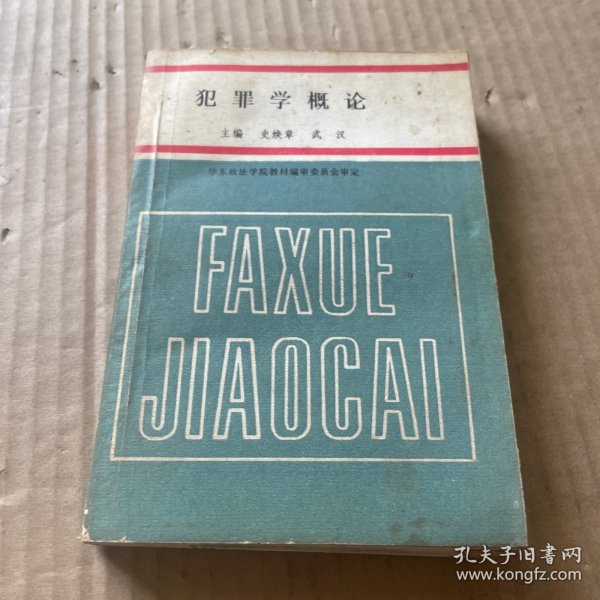 犯罪学概论
主编 史焕章 武汉
华东政法学院教材编审委员会审定
FAXUE
JIAOCAI
孔夫子旧书网
www.kongfz.com